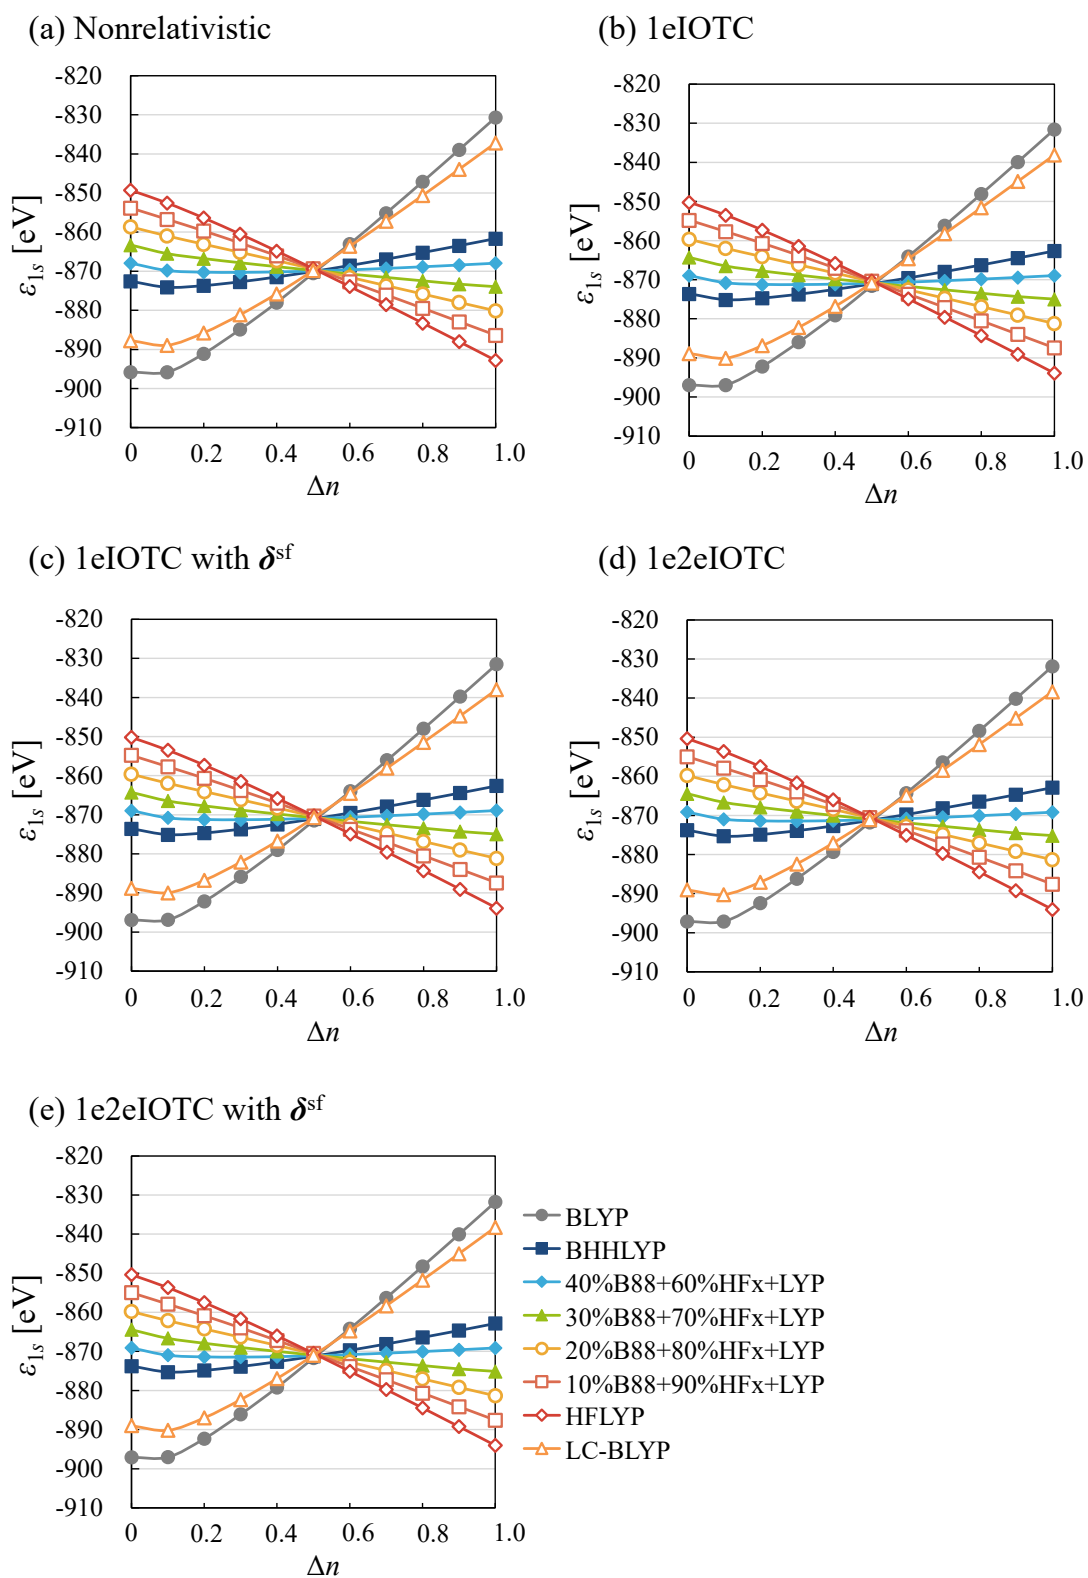 (a) Nonrelativistic
-820
-830
-840
-850
-860
-870
-880
-890
-900
-910
ε1s [eV]
0 0.2 0.4 0.6 0.8 1.0
Δn
(b) 1eIOTC
-820
-830
-840
-850
-860
-870
-880
-890
-900
-910
ε1s [eV]
0 0.2 0.4 0.6 0.8 1.0
Δn
(c) 1eIOTC with δsf
-820
-830
-840
-850
-860
-870
-880
-890
-900
-910
ε1s [eV]
0 0.2 0.4 0.6 0.8 1.0
Δn
(d) 1e2eIOTC
-820
-830
-840
-850
-860
-870
-880
-890
-900
-910
ε1s [eV]
0 0.2 0.4 0.6 0.8 1.0
Δn
(e) 1e2eIOTC with δsf
-820
-830
-840
-850
-860
-870
-880
-890
-900
-910
ε1s [eV]
0 0.2 0.4 0.6 0.8 1.0
Δn
BLYP
BHHLYP
40%B88+60%HFx+LYP
30%B88+70%HFx+LYP
20%B88+80%HFx+LYP
10%B88+90%HFx+LYP
HFLYP
LC-BLYP